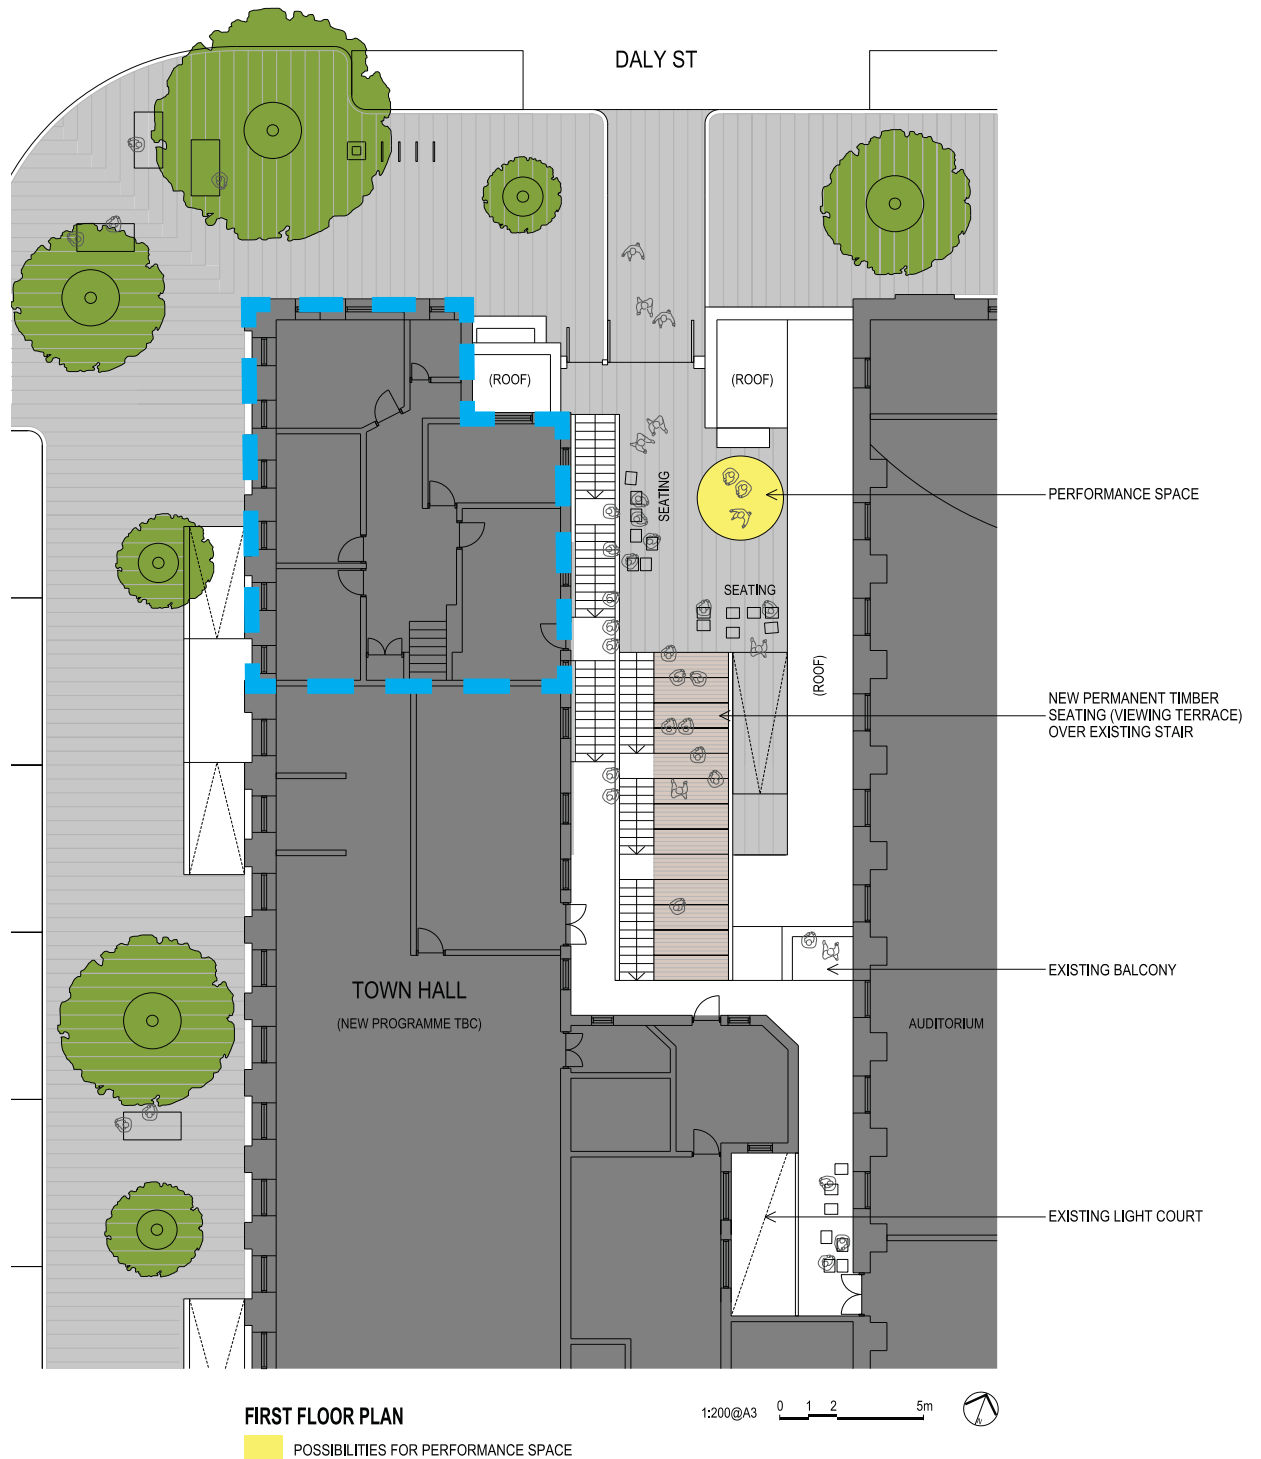 DALY ST
(ROOF)
(ROOF)
SEATING
PERFORMANCE SPACE
SEATING
(ROOF)
NEW PERMANENT TIMBER
SEATING (VIEWING TERRACE)
OVER EXISTING STAIR
EXISTING BALCONY
TOWN HALL
(NEW PROGRAMME TBC)
AUDITORIUM
EXISTING LIGHT COURT
FIRST FLOOR PLAN
1:200@A3
0 1 2 5m
N
POSSIBILITIES FOR PERFORMANCE SPACE